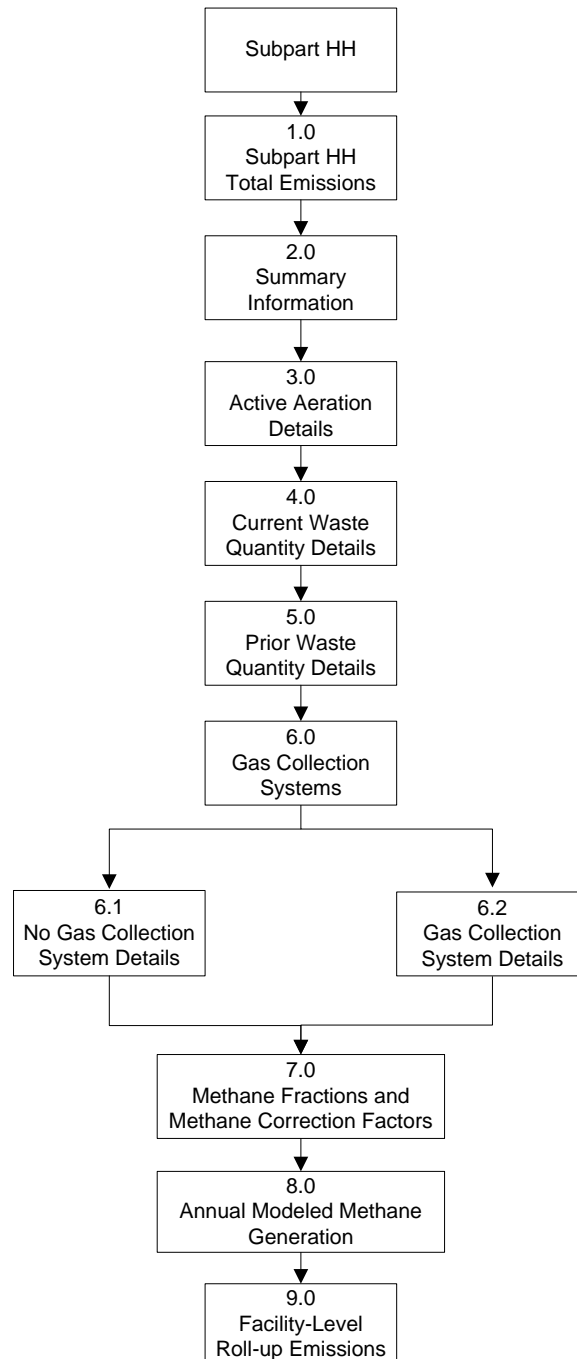 Subpart HH
1.0
Subpart HH
Total Emissions
2.0
Summary
Information
3.0
Active Aeration
Details
4.0
Current Waste
Quantity Details
5.0
Prior Waste
Quantity Details
6.0
Gas Collection
Systems
6.1
No Gas Collection
System Details
6.2
Gas Collection
System Details
7.0
Methane Fractions and
Methane Correction Factors
8.0
Annual Modeled Methane
Generation
9.0
Facility-Level
Roll-up Emissions